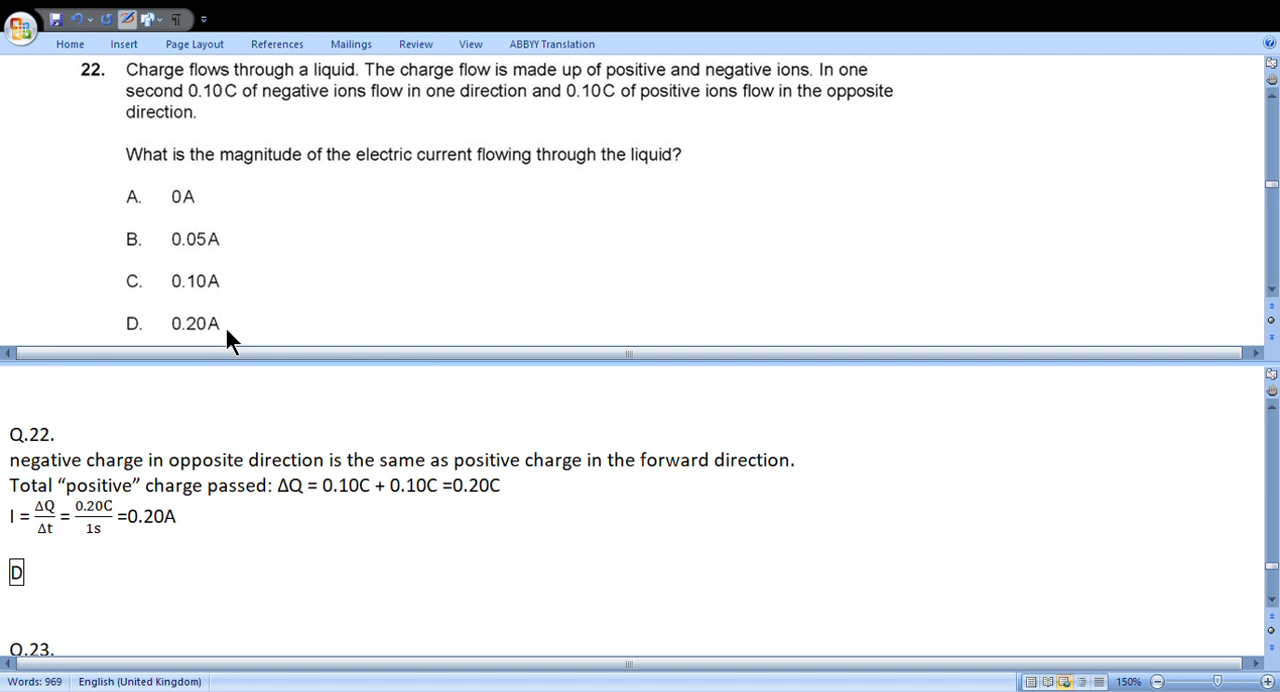 Home Insert Page Layout References Mailings Review View ABBYY Translation
22. Charge flows through a liquid. The charge flow is made up of positive and negative ions. In one
second 0.10C of negative ions flow in one direction and 0.10C of positive ions flow in the opposite
direction.
What is the magnitude of the electric current flowing through the liquid?
A. 0A
B. 0.05A
C. 0.10A
D. 0.20A
Q.22.
negative charge in opposite direction is the same as positive charge in the forward direction.
Total “positive” charge passed: ΔQ = 0.10C + 0.10C =0.20C
I = ΔQ/Δt = 0.20C/1s =0.20A
D
Q.23.
Words: 969 English (United Kingdom) 150%